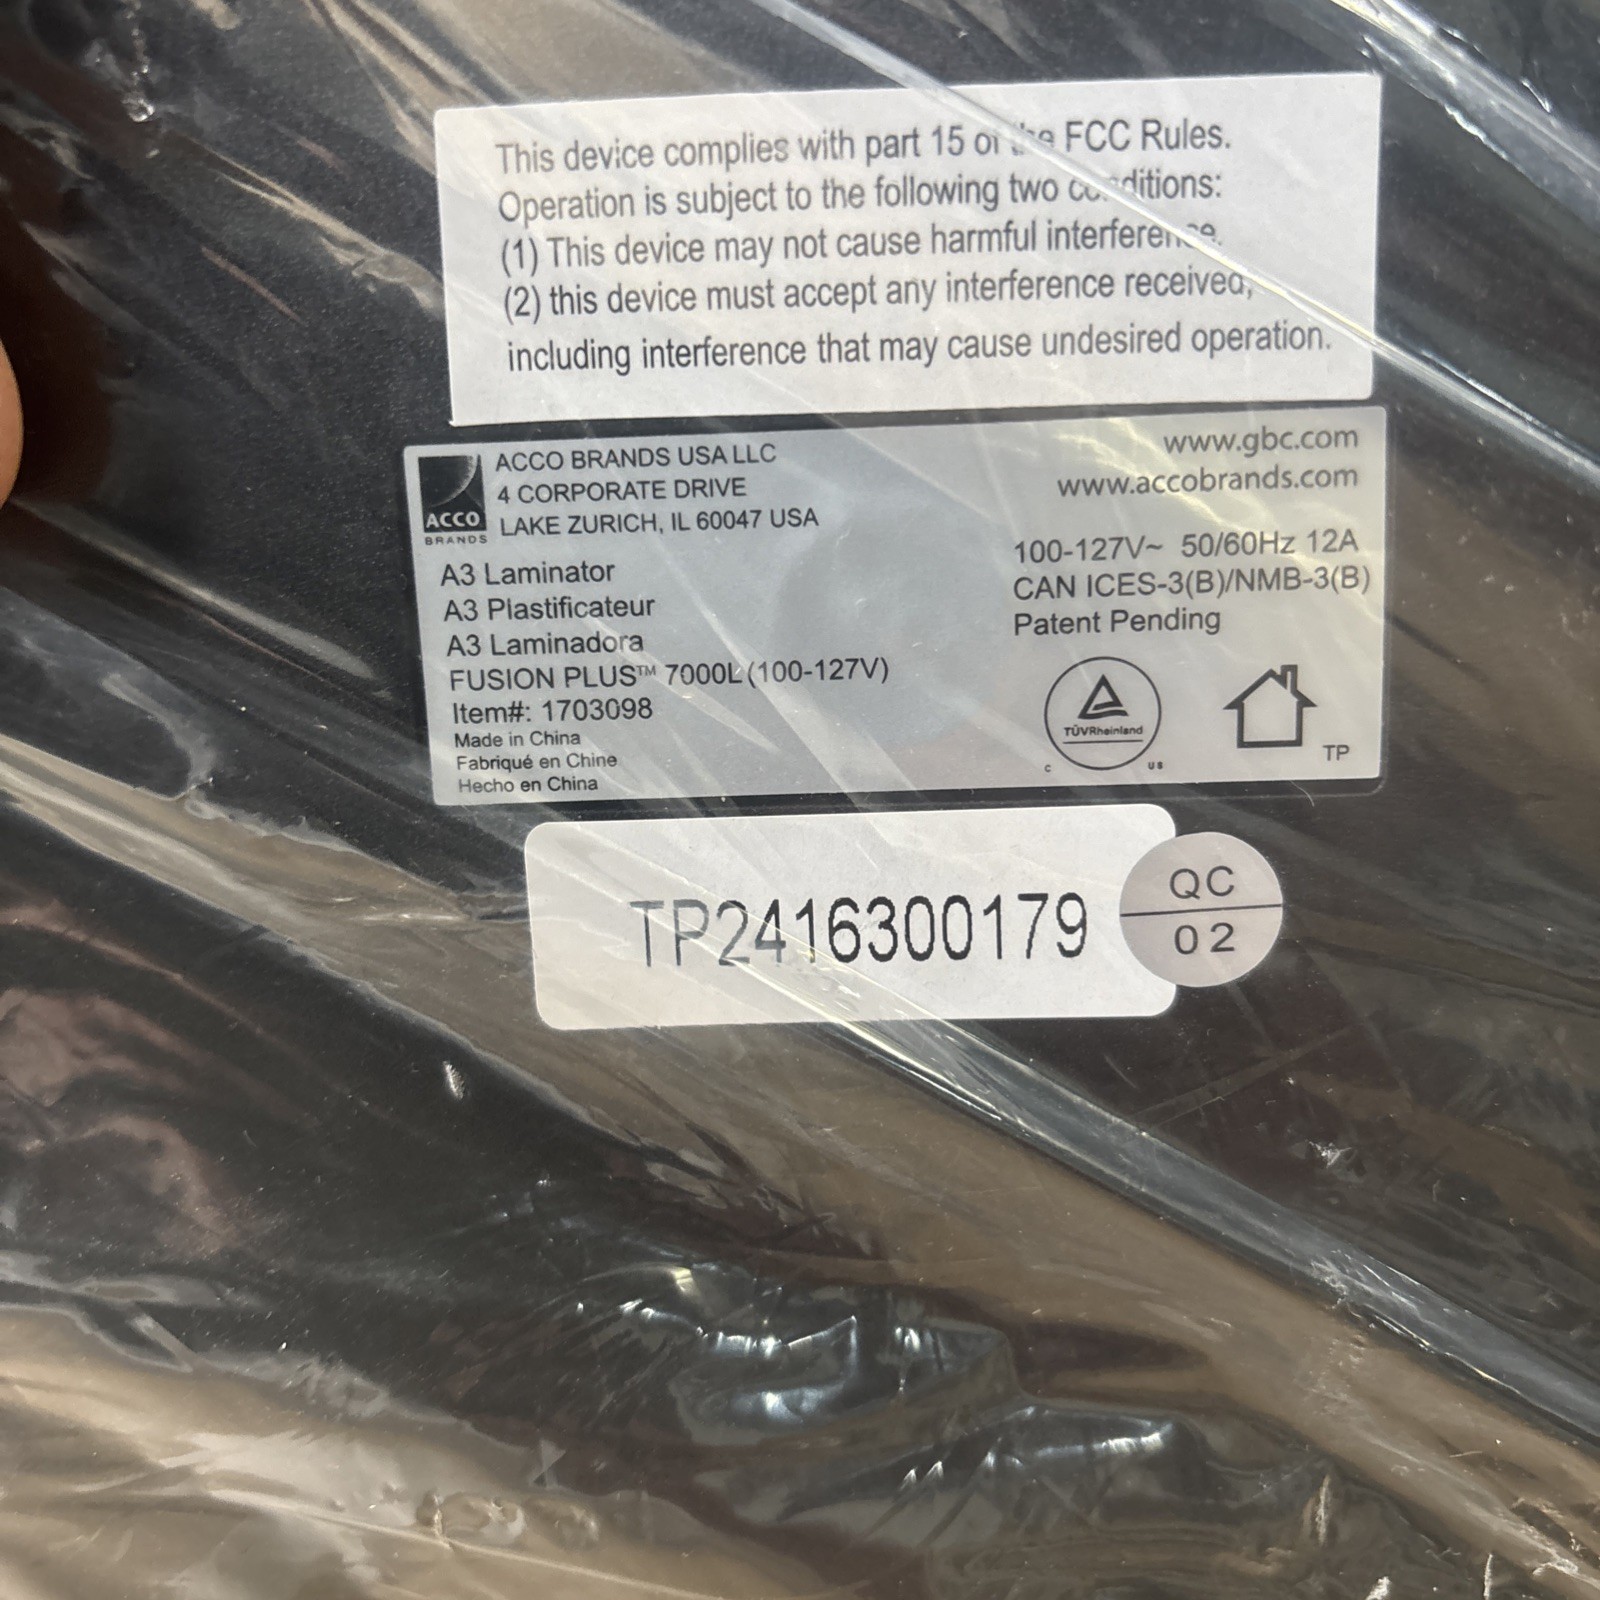 This device complies with part 15 of the FCC Rules.
Operation is subject to the following two conditions:
(1) This device may not cause harmful interference.
(2) this device must accept any interference received,
including interference that may cause undesired operation.
ACCO
BRANDS
ACCO BRANDS USA LLC
4 CORPORATE DRIVE
LAKE ZURICH, IL 60047 USA
www.gbc.com
www.accobrands.com
A3 Laminator
A3 Plastificateur
A3 Laminadora
FUSION PLUS™ 7000L (100-127V)
Item#: 1703098
Made in China
Fabriqué en Chine
Hecho en China
100-127V~ 50/60Hz 12A
CAN ICES-3(B)/NMB-3(B)
Patent Pending
TÜVRheinland
C US
TP
TP2416300179
QC
02